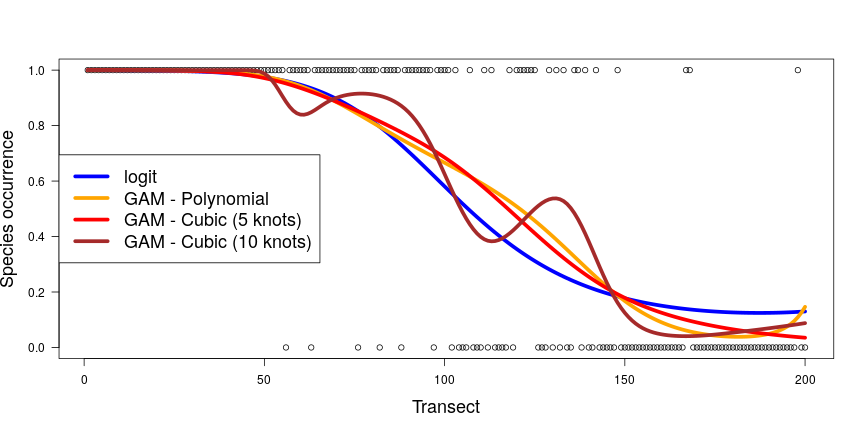 Species occurrence
1.0
0.8
0.6
0.4
0.2
0.0
logit
GAM - Polynomial
GAM - Cubic (5 knots)
GAM - Cubic (10 knots)
0 50 100 150 200
Transect